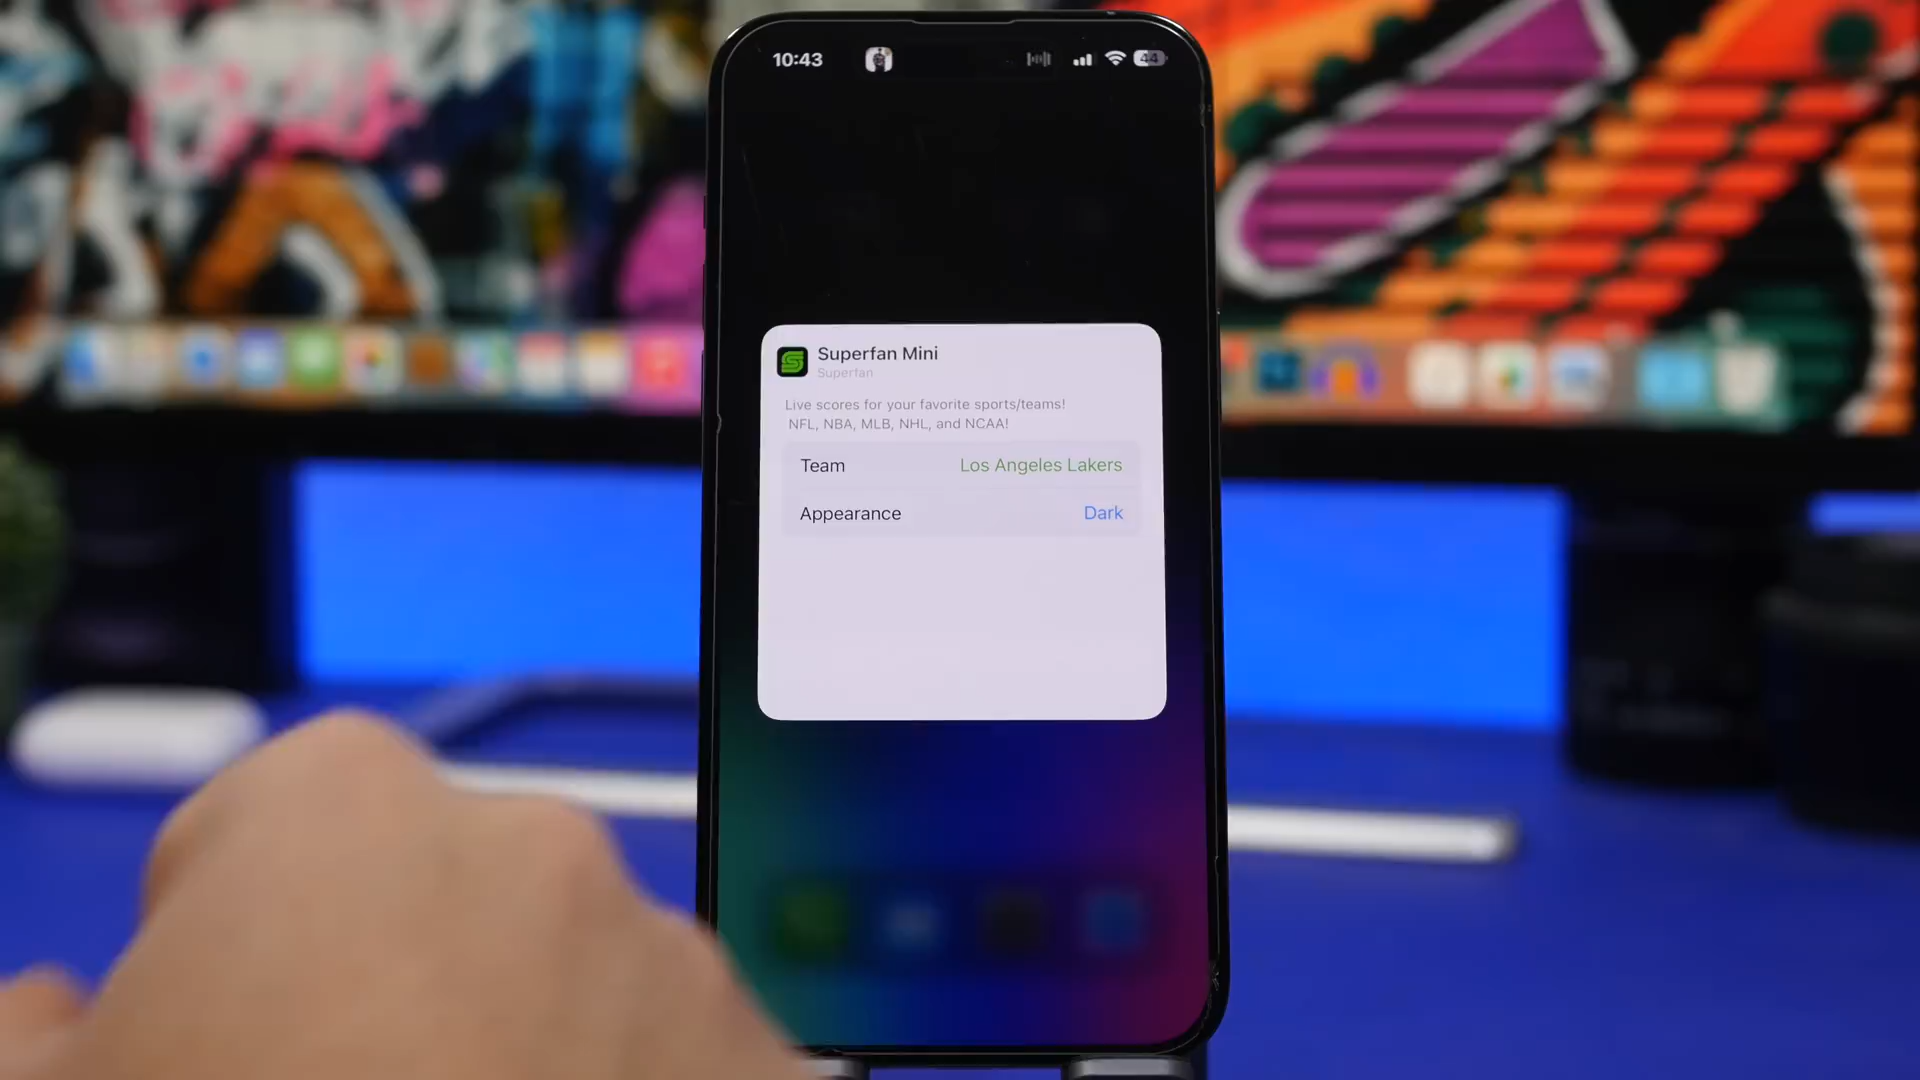 10:43
44
Superfan Mini
Superfan
Live scores for your favorite sports/teams!
NFL, NBA, MLB, NHL, and NCAA!
Team Los Angeles Lakers
Appearance Dark